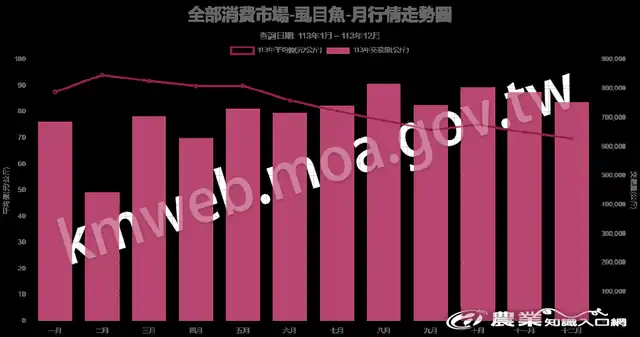 全部消費市場-虱目魚-月行情走勢圖
查詢日期: 113年1月 ~ 113年12月
113年平均價(元/公斤) 113年交易量(公斤)
100 900,000
90 800,000
80 700,000
70 600,000
60 500,000
50
40 400,000
30 300,000
20 200,000
10 100,000
0 0
平均價(元/公斤)
交易量(公斤)
kmweb.moa.gov.tw
農業知識入口網
一月 二月 三月 四月 五月 六月 七月 八月 九月 十月 十一月 十二月